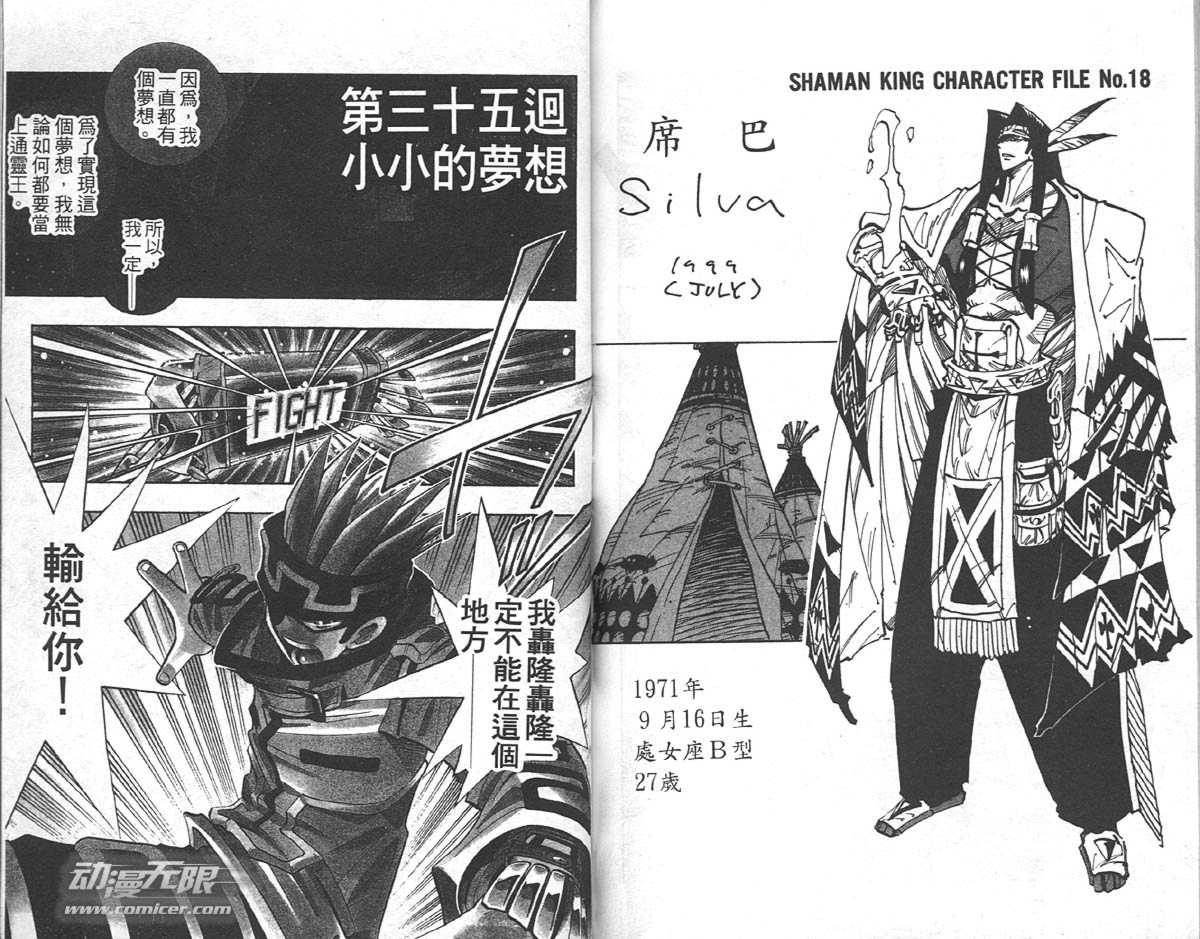 SHAMAN KING CHARACTER FILE No.18
席 巴
Silva
1999
(JULY)
1971年
9月16日生
處女座B型
27歲
第三十五迴
小小的夢想
因爲，我
一直都有
個夢想。
爲了實現這
個夢想，我無
論如何都要當
上通靈王。
所以，
我一定——
FIGHT
我轟隆轟隆一
定不能在這個
地方——
輸給你！
动漫无限
www.comicer.com